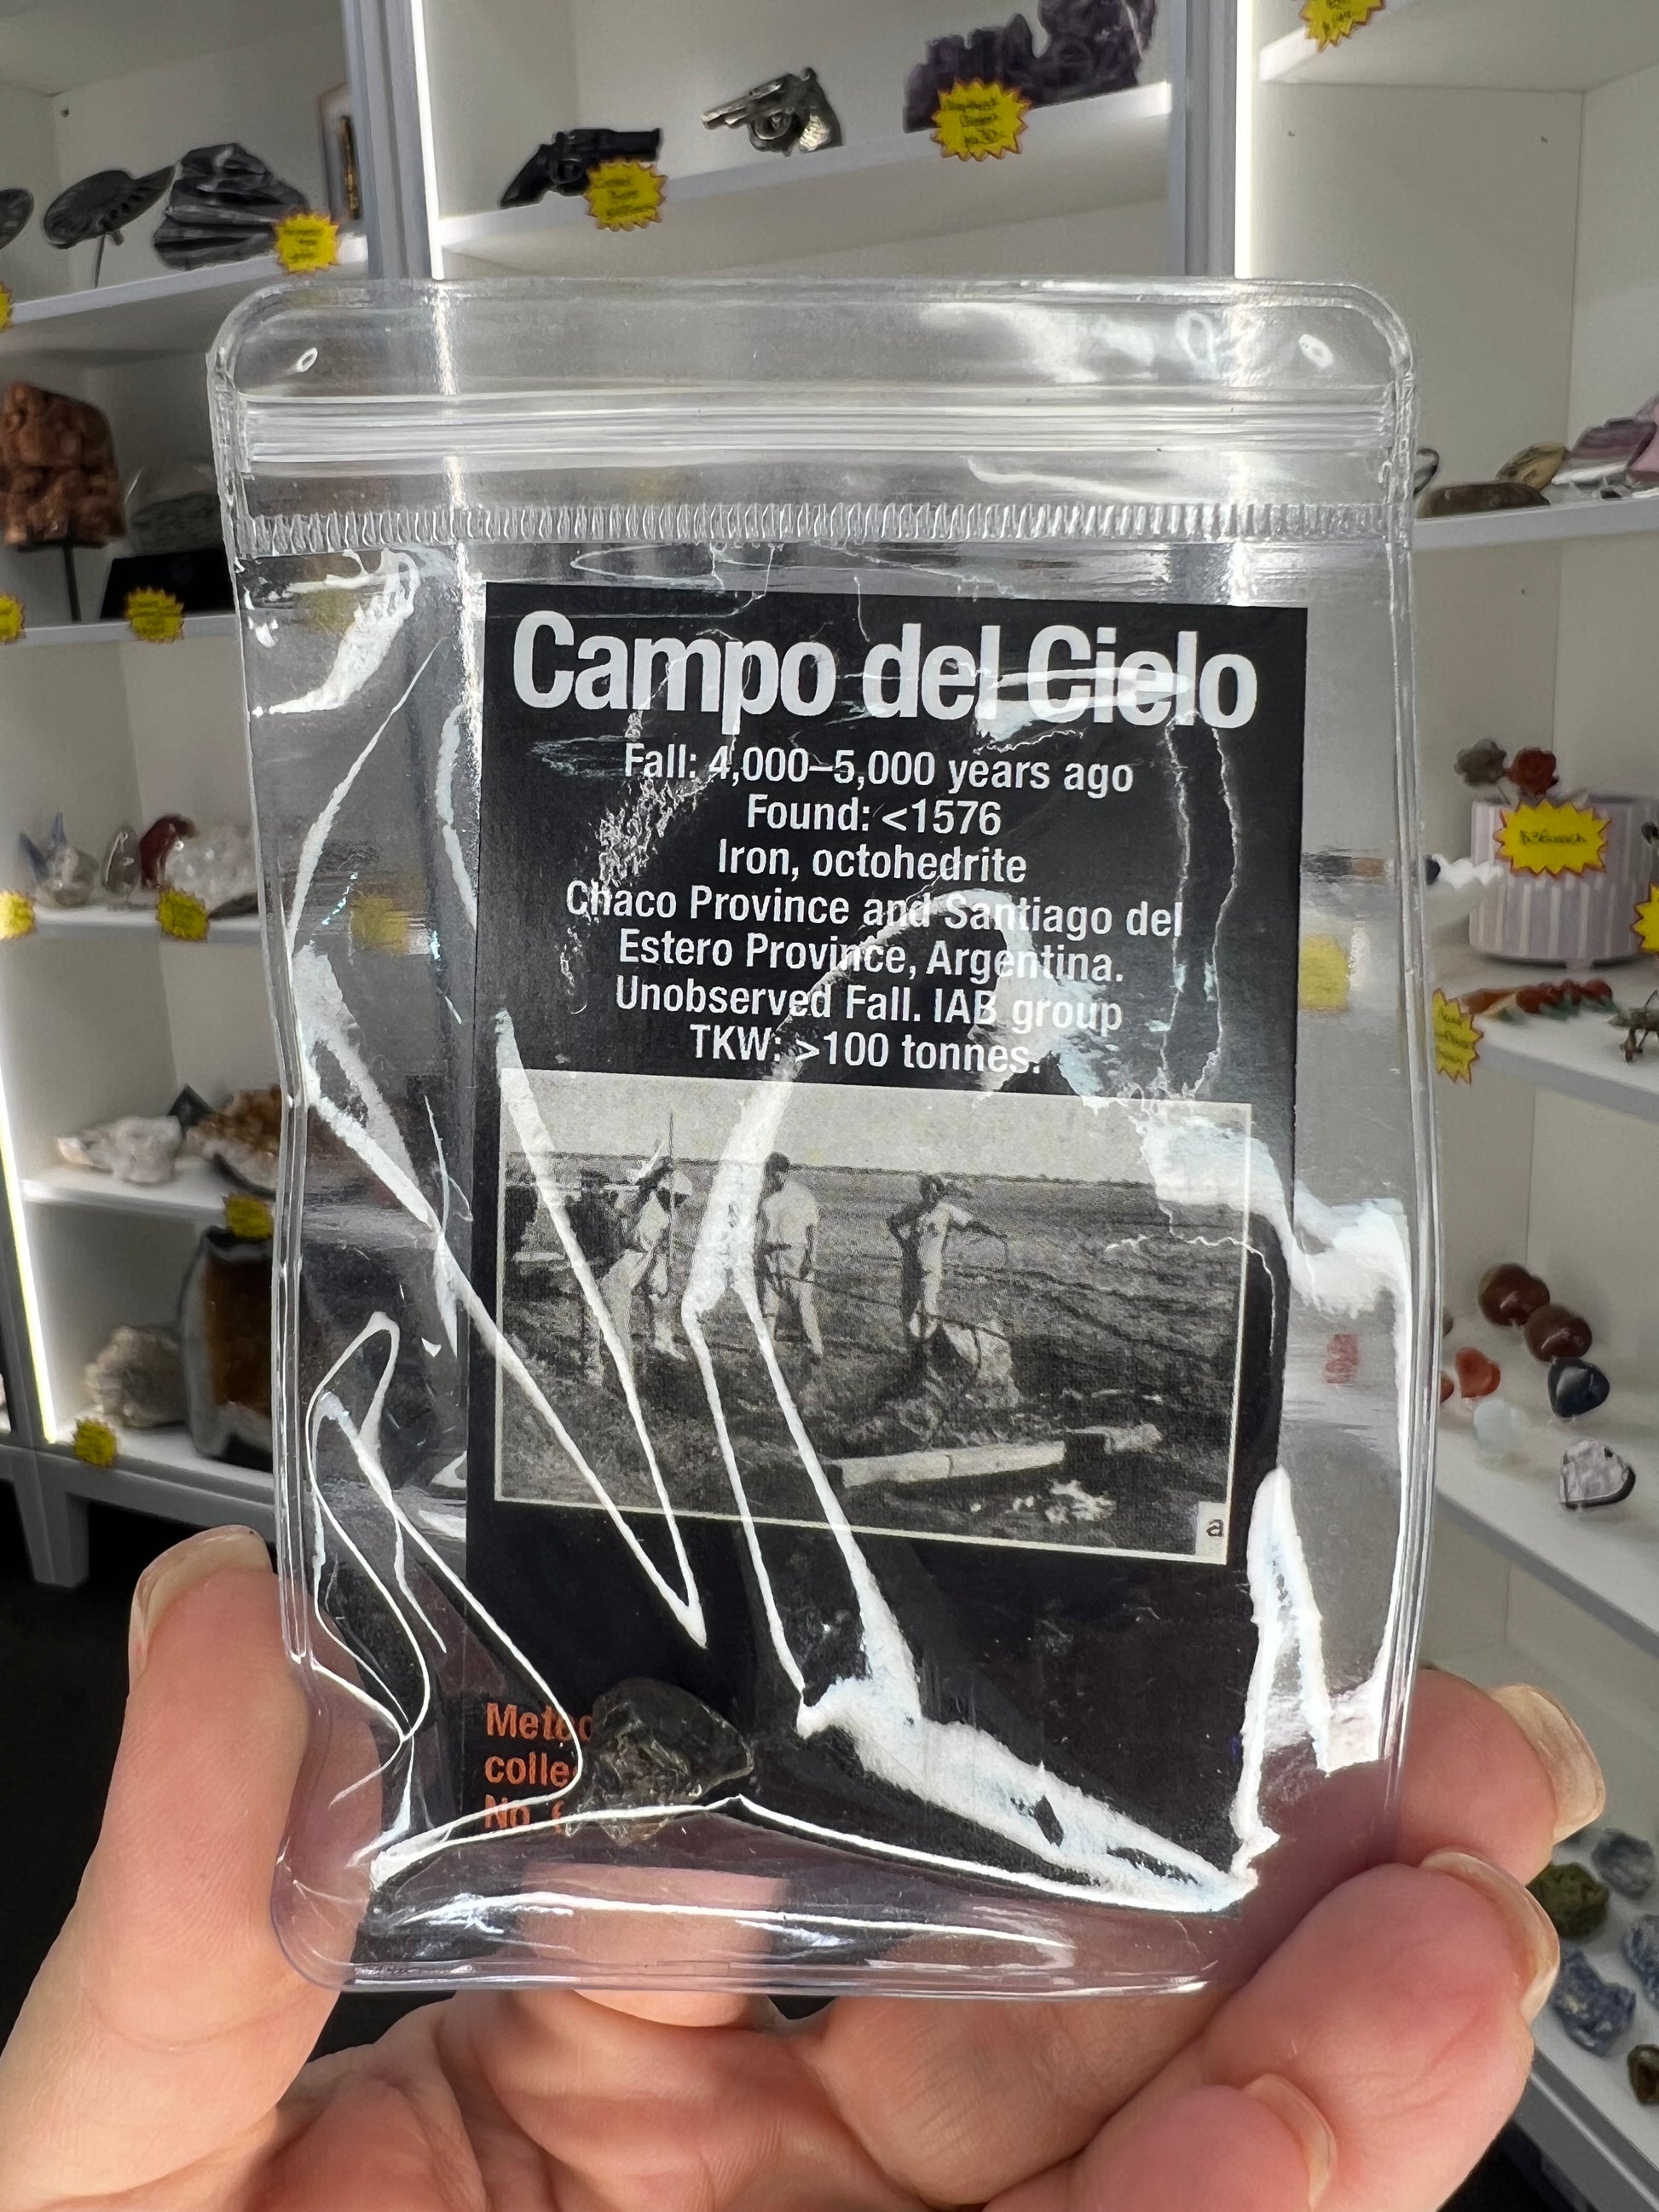 Campo del Cielo
Fall: 4,000–5,000 years ago
Found: <1576
Iron, octohedrite
Chaco Province and Santiago del
Estero Province, Argentina.
Unobserved Fall. IAB group
TKW: >100 tonnes.
a
No.